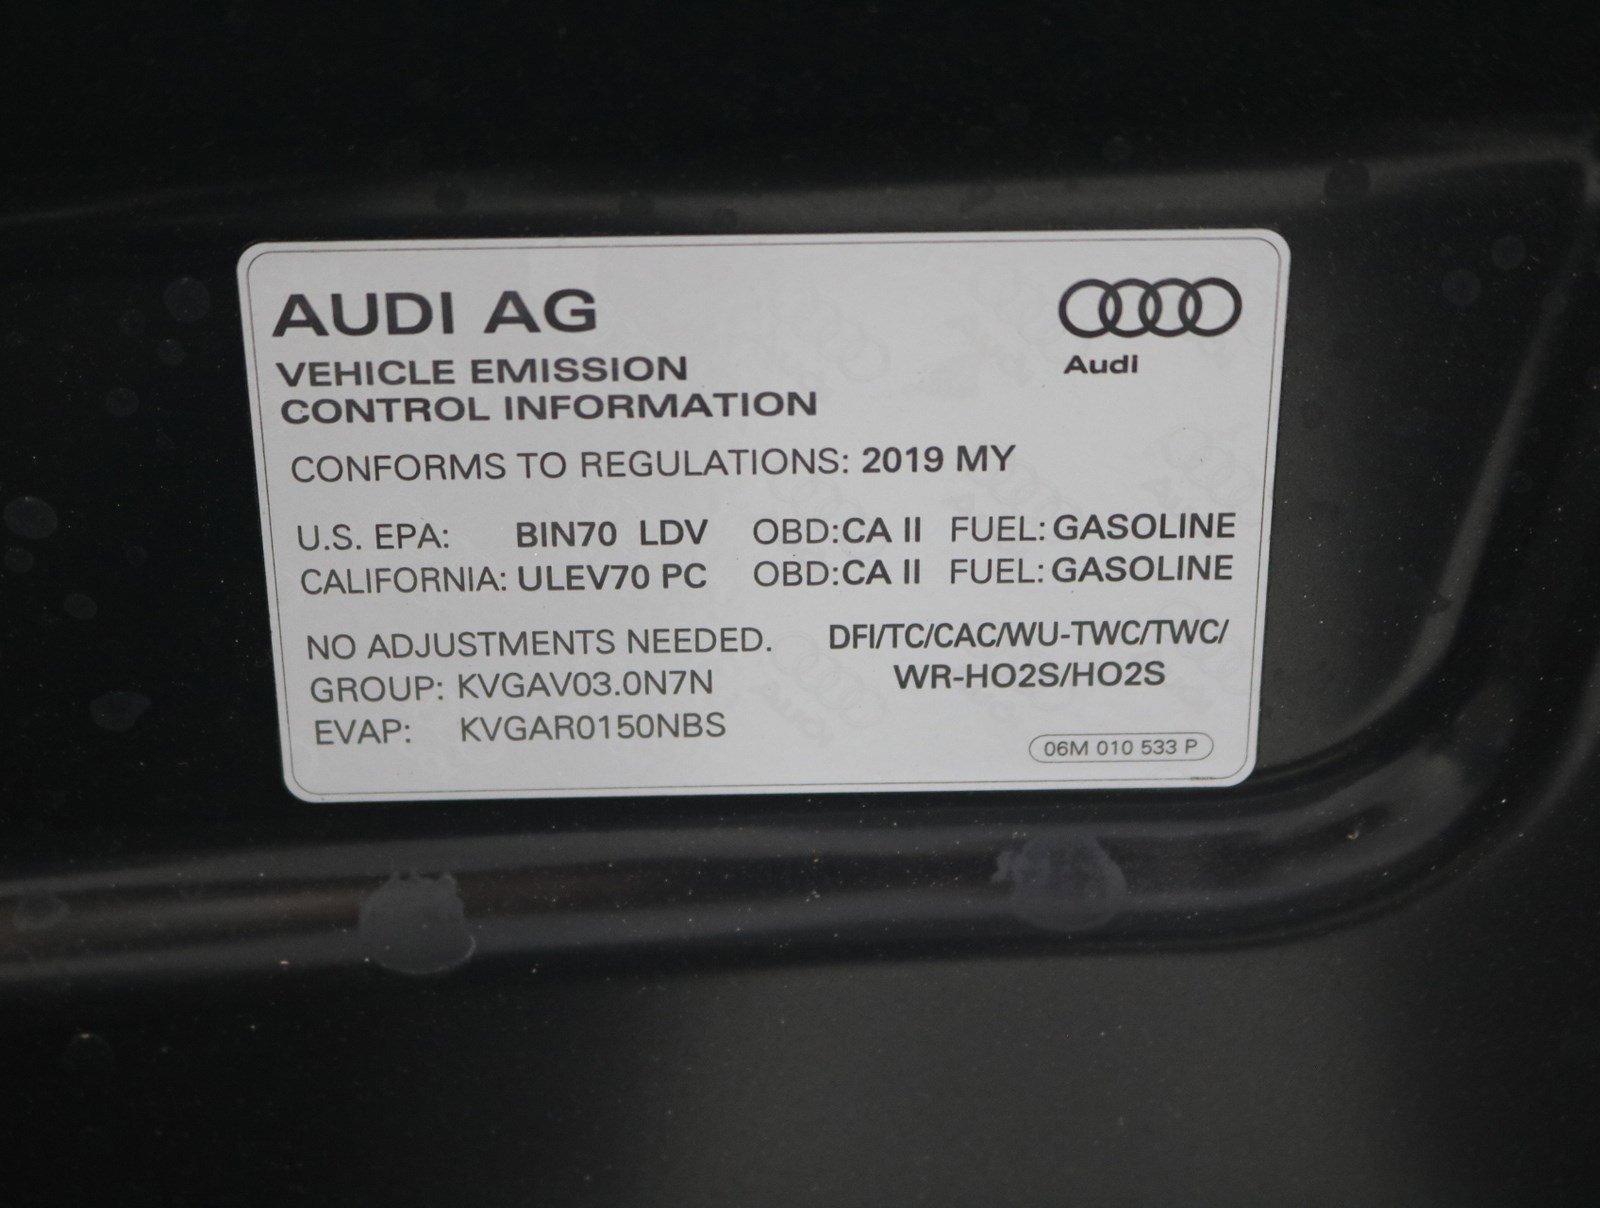 AUDI AG
Audi
VEHICLE EMISSION
CONTROL INFORMATION
CONFORMS TO REGULATIONS: 2019 MY
U.S. EPA: BIN70 LDV OBD:CA II FUEL: GASOLINE
CALIFORNIA: ULEV70 PC OBD:CA II FUEL: GASOLINE
NO ADJUSTMENTS NEEDED. DFI/TC/CAC/WU-TWC/TWC/
GROUP: KVGAV03.0N7N WR-HO2S/HO2S
EVAP: KVGAR0150NBS
06M 010 533 P